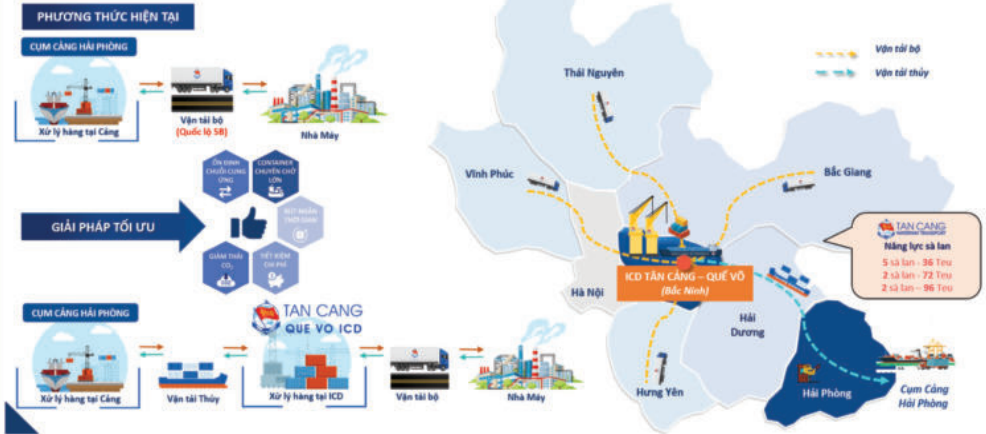 PHƯƠNG THỨC HIỆN TẠI
CỤM CẢNG HẢI PHÒNG
Xử lý hàng tại Cảng
Vận tải bộ
(Quốc lộ 5B)
Nhà Máy
ỔN ĐỊNH
CHUỖI CUNG
ỨNG
CONTAINER
CHUYÊN CHỞ
LỚN
THỜI GIAN
GIẢM THẢI
CO₂
TIẾT KIỆM
CHI PHÍ
GIẢI PHÁP TỐI ƯU
CỤM CẢNG HẢI PHÒNG
Xử lý hàng tại Cảng
Vận tải Thủy
TAN CANG
QUE VO ICD
Xử lý hàng tại ICD
Vận tải bộ
Nhà Máy
Vận tải bộ
Vận tải thủy
Thái Nguyên
Vĩnh Phúc
Bắc Giang
Hà Nội
ICD TÂN CẢNG – QUẾ VÕ
(Bắc Ninh)
Hải
Dương
Hưng Yên
Hải Phòng
Cụm Cảng
Hải Phòng
TAN CANG
Năng lực sà lan
5 sà lan - 36 Teu
2 sà lan - 72 Teu
2 sà lan – 96 Teu